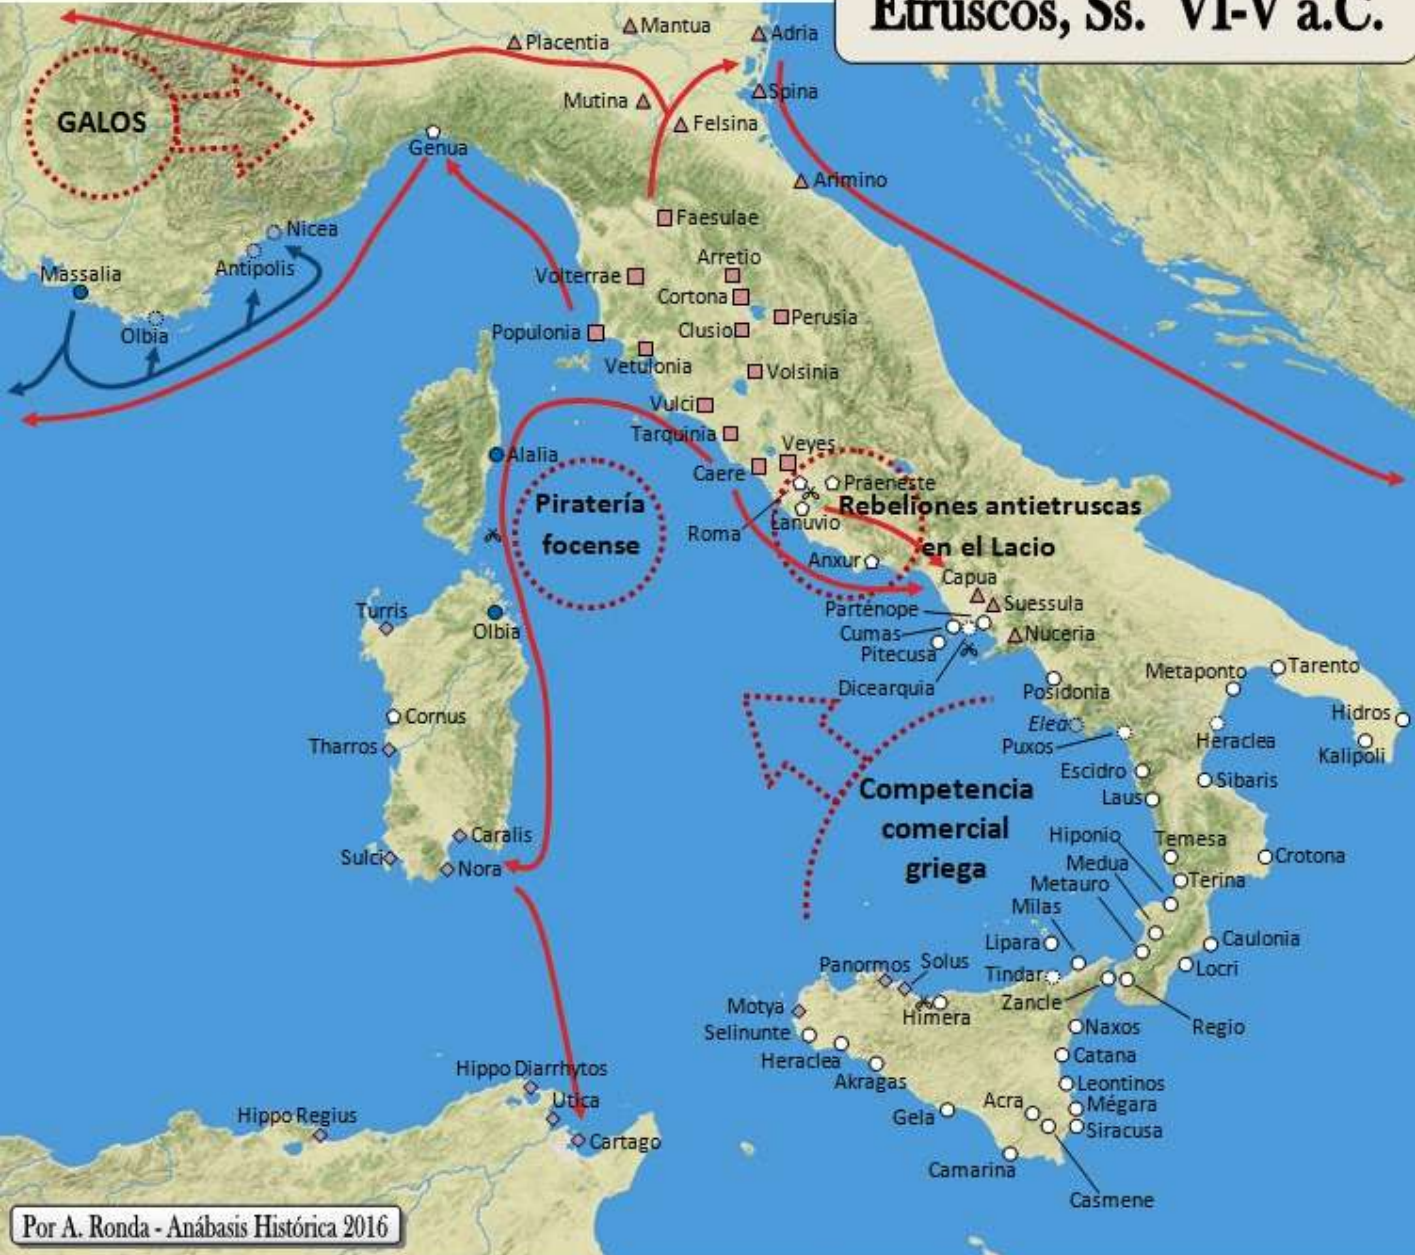 Etruscos, Ss. VI-V a.C.
Mantua
Adria
Placentia
Spina
Mutina
GALOS
Felsina
Genua
Arimino
Faesulae
Nicea
Arretio
Antipolis
Massalia
Volterrae
Cortona
Perusia
Olbia
Populonia
Clusio
Vetulonia
Volsinia
Vulci
Tarquinia
Veyes
Alalia
Caere
Praeneste
Piratería
focense
Rebeliones antietruscas
en el Lacio
Lanuvio
Roma
Anxur
Capua
Turris
Parténope
Suessula
Olbia
Cumas
Nuceria
Pitecusa
Dicearquia
Metaponto
Tarento
Posidonia
Cornus
Elea
Hidros
Tharros
Puxos
Heraclea
Kalipoli
Escidro
Sibaris
Competencia
comercial
griega
Laus
Caralis
Hiponio
Temesa
Sulci
Nora
Medua
Crotona
Metauro
Terina
Milas
Lipara
Caulonia
Panormos
Solus
Tindar
Locri
Motya
Zancle
Himera
Selinunte
Naxos
Regio
Heraclea
Catana
Hippo Diarrhytos
Akragas
Leontinos
Utica
Acra
Mégara
Hippo Regius
Gela
Siracusa
Cartago
Camarina
Casmene
Por A. Ronda - Anábasis Histórica 2016